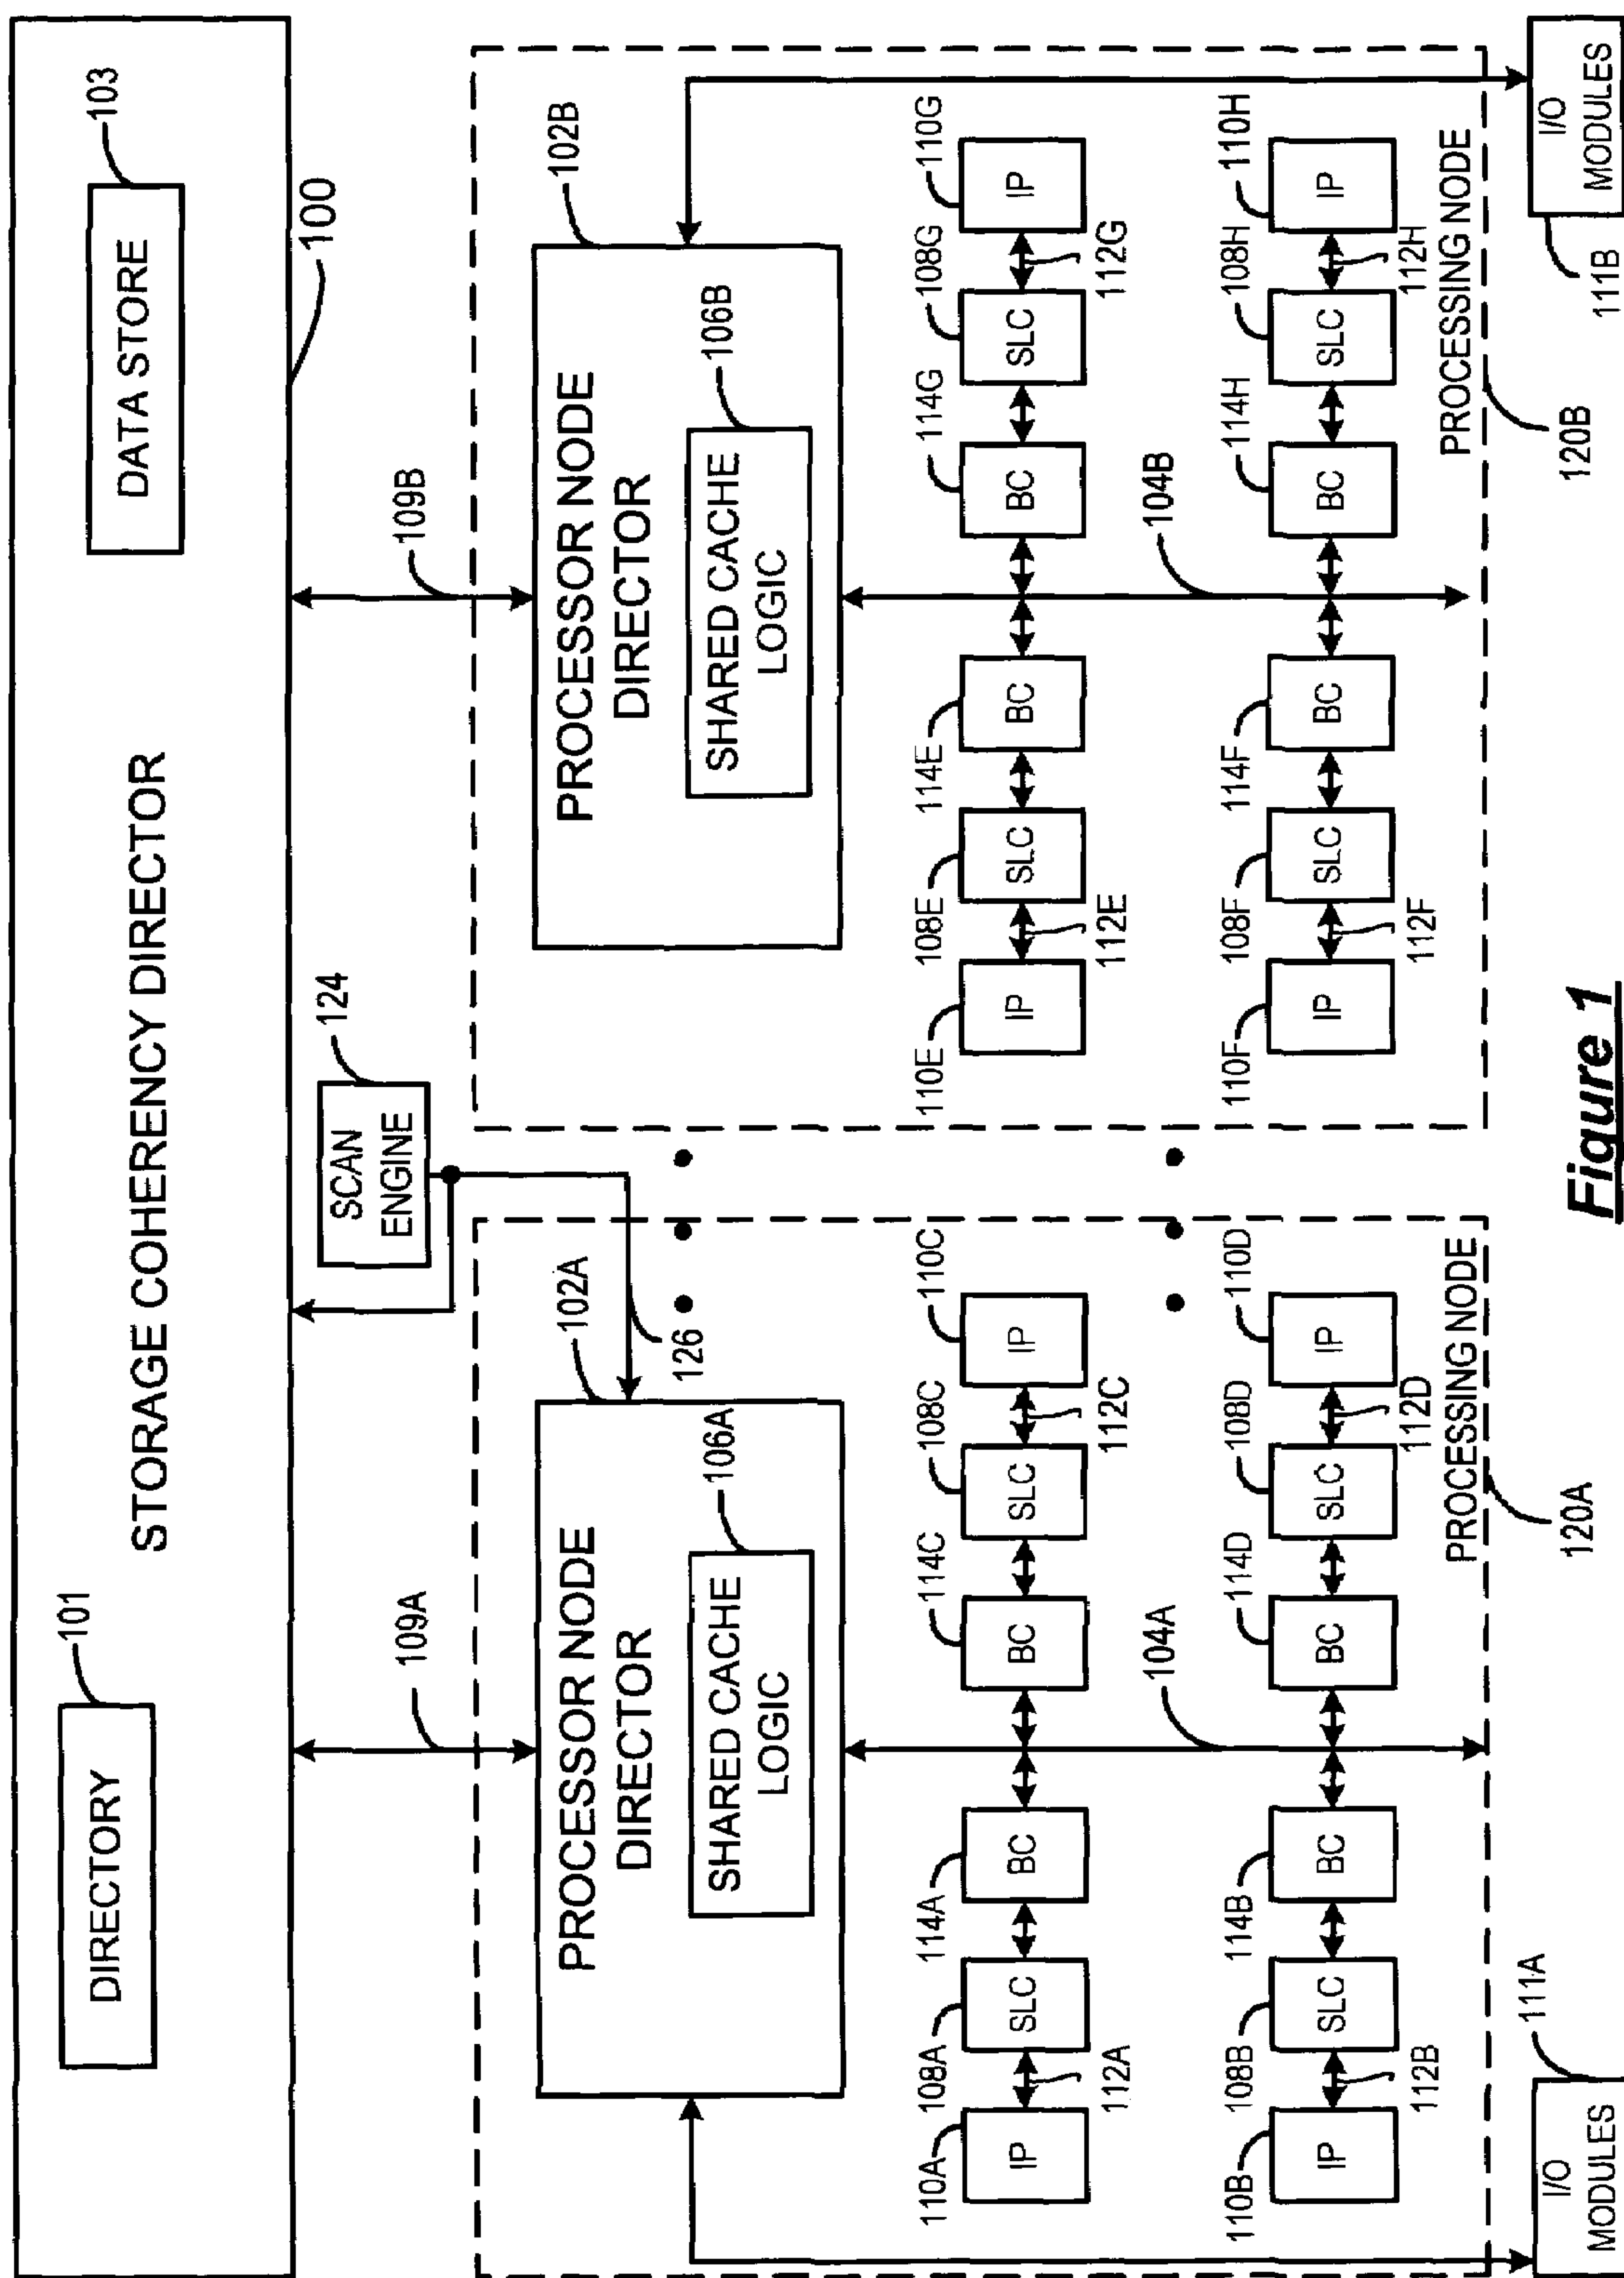 STORAGE COHERENCY DIRECTOR
DIRECTORY
101
DATA STORE
103
100
109A
SCAN
ENGINE
124
109B
102A
126
102B
PROCESSOR NODE
DIRECTOR
106A
SHARED CACHE
LOGIC
PROCESSOR NODE
DIRECTOR
106B
SHARED CACHE
LOGIC
110A
108A
114A
114C
108C
110C
IP
SLC
BC
BC
SLC
IP
112A
112C
110E
108E
114E
114G
108G
110G
IP
SLC
BC
BC
SLC
IP
112E
112G
104A
104B
110B
108B
114B
114D
108D
110D
IP
SLC
BC
BC
SLC
IP
112B
112D
110F
108F
114F
114H
108H
110H
IP
SLC
BC
BC
SLC
IP
112F
112H
PROCESSING NODE
PROCESSING NODE
111A
120A
120B
111B
I/O
MODULES
I/O
MODULES
Figure 1